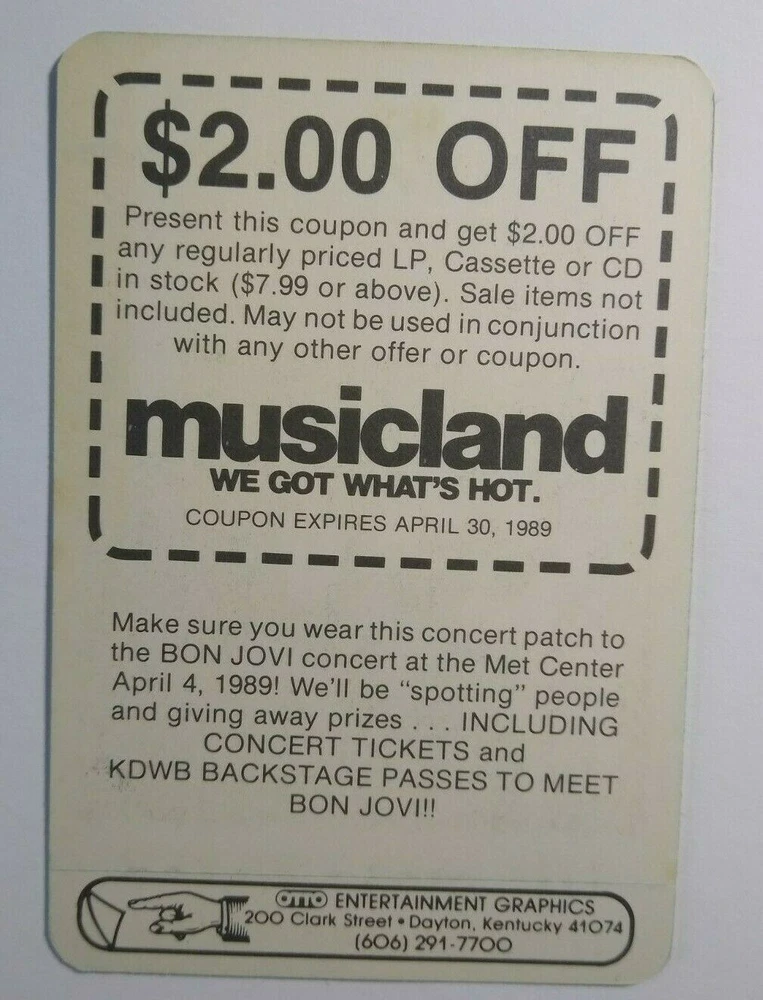 $2.00 OFF
Present this coupon and get $2.00 OFF
any regularly priced LP, Cassette or CD
in stock ($7.99 or above). Sale items not
included. May not be used in conjunction
with any other offer or coupon.
musicland
WE GOT WHAT'S HOT.
COUPON EXPIRES APRIL 30, 1989
Make sure you wear this concert patch to
the BON JOVI concert at the Met Center
April 4, 1989! We'll be “spotting” people
and giving away prizes . . . INCLUDING
CONCERT TICKETS and
KDWB BACKSTAGE PASSES TO MEET
BON JOVI!!
OTTO ENTERTAINMENT GRAPHICS
200 Clark Street • Dayton, Kentucky 41074
(606) 291-7700